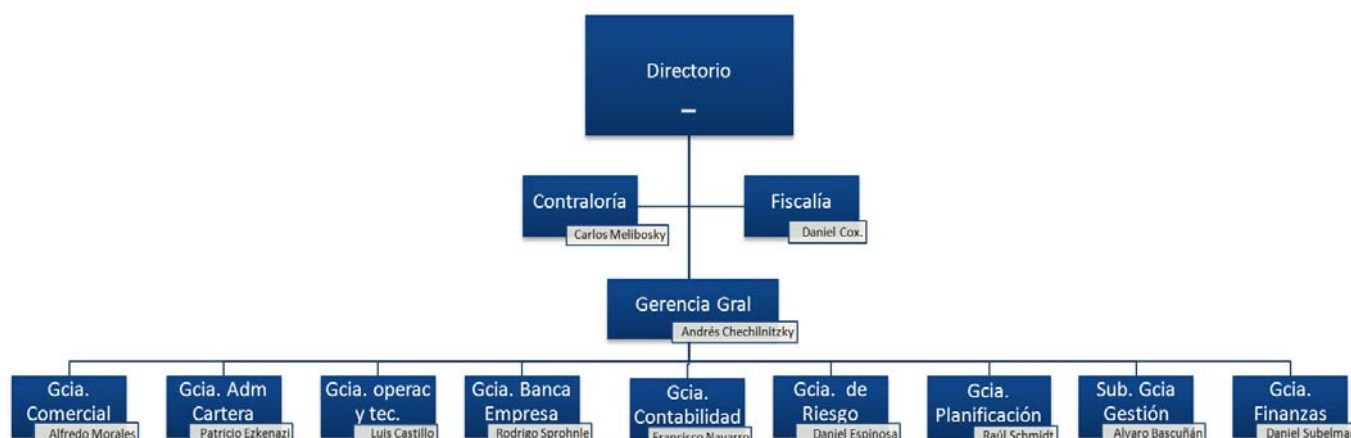 Directorio
Contraloría
Carlos Melibosky
Fiscalía
Daniel Cox.
Gerencia Gral
Andrés Chechilnitzky
Gcia.
Comercial
Alfredo Morales
Gcia. Adm
Cartera
Patricio Ezkenazi
Gcia. operac
y tec.
Luis Castillo
Gcia. Banca
Empresa
Rodrigo Sprohnle
Gcia.
Contabilidad
Francisco Navarro
Gcia. de
Riesgo
Daniel Espinosa
Gcia.
Planificación
Raúl Schmidt
Sub. Gcia
Gestión
Alvaro Bascuñán
Gcia.
Finanzas
Daniel Subelman